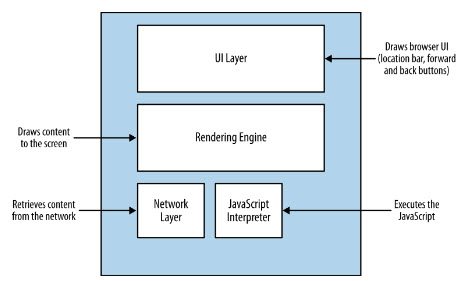 UI Layer
Draws browser UI
(location bar, forward
and back buttons)
Draws content
to the screen
Rendering Engine
Retrieves content
from the network
Network
Layer
JavaScript
Interpreter
Executes the
JavaScript